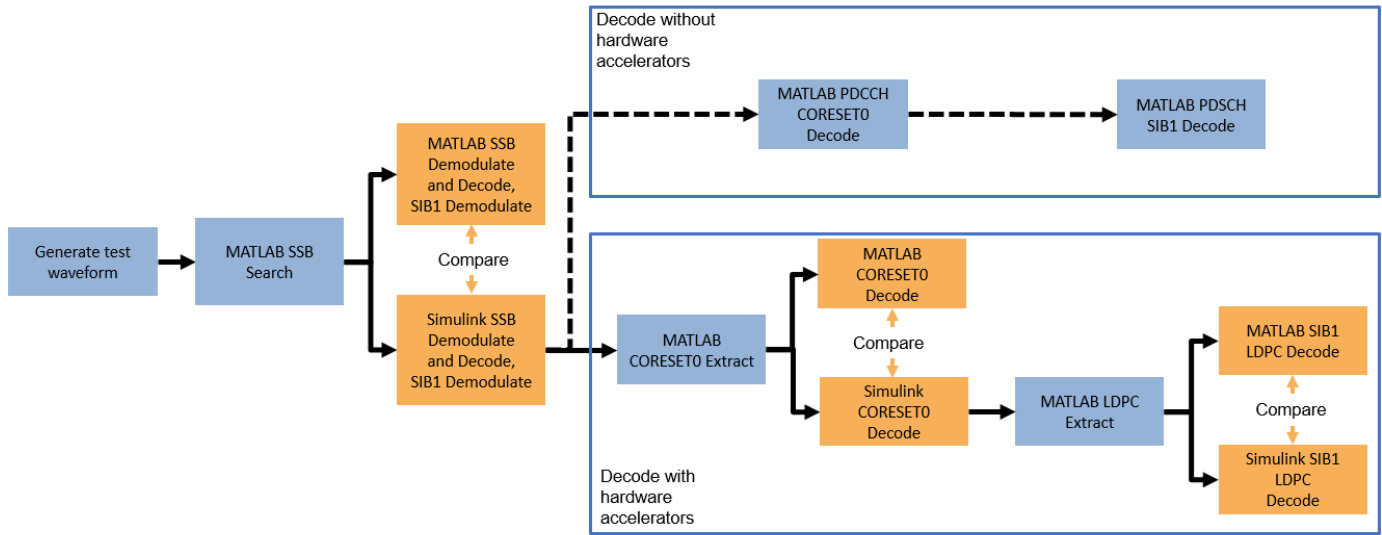 Decode without
hardware
accelerators
MATLAB PDCCH
CORESET0
Decode
MATLAB PDSCH
SIB1 Decode
MATLAB SSB
Demodulate
and Decode,
SIB1 Demodulate
Generate test
waveform
MATLAB SSB
Search
Compare
Simulink SSB
Demodulate
and Decode,
SIB1 Demodulate
MATLAB
CORESET0 Extract
MATLAB
CORESET0
Decode
Compare
Simulink
CORESET0
Decode
MATLAB LDPC
Extract
MATLAB SIB1
LDPC Decode
Compare
Simulink SIB1
LDPC
Decode
Decode with
hardware
accelerators